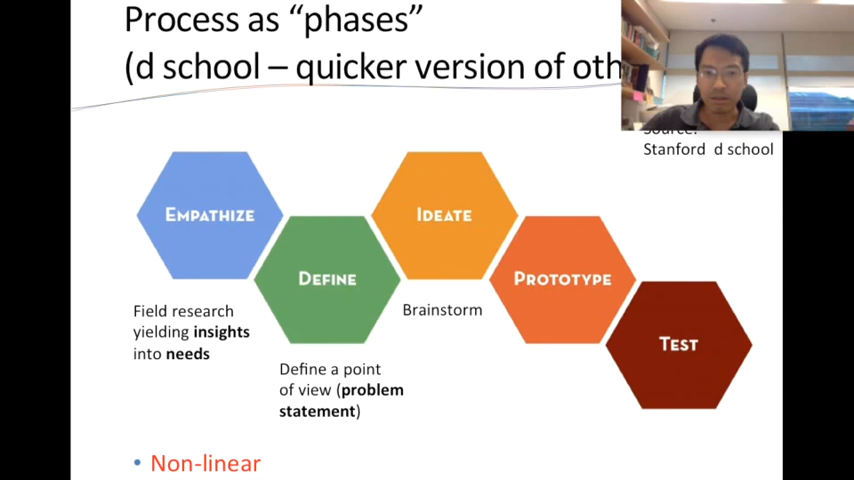 Process as “phases”
(d school – quicker version of oth
Source:
Stanford d school
EMPATHIZE
IDEATE
DEFINE
PROTOTYPE
TEST
Field research
yielding insights
into needs
Brainstorm
Define a point
of view (problem
statement)
• Non-linear